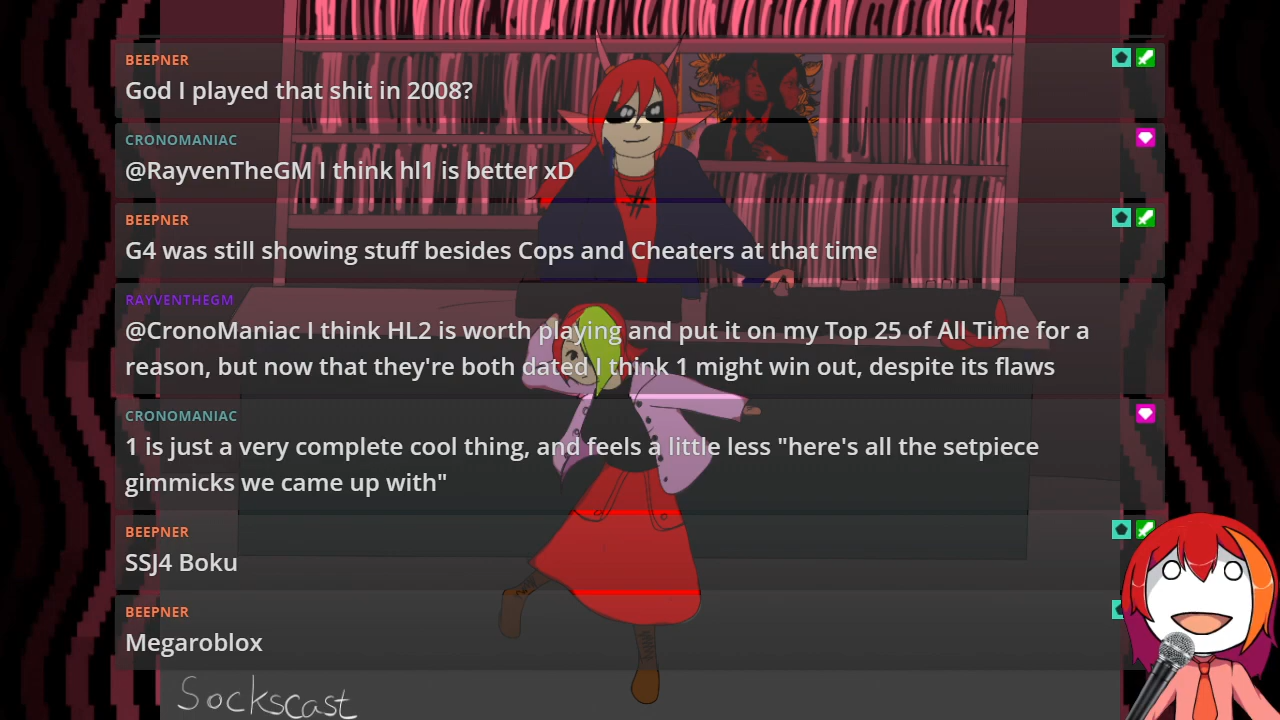 BEEPNER
God I played that shit in 2008?
CRONOMANIAC
@RayvenTheGM I think hl1 is better xD
BEEPNER
G4 was still showing stuff besides Cops and Cheaters at that time
RAYVENTHEGM
@CronoManiac I think HL2 is worth playing and put it on my Top 25 of All Time for a
reason, but now that they're both dated I think 1 might win out, despite its flaws
CRONOMANIAC
1 is just a very complete cool thing, and feels a little less "here's all the setpiece
gimmicks we came up with"
BEEPNER
SSJ4 Boku
BEEPNER
Megaroblox
Sockscast